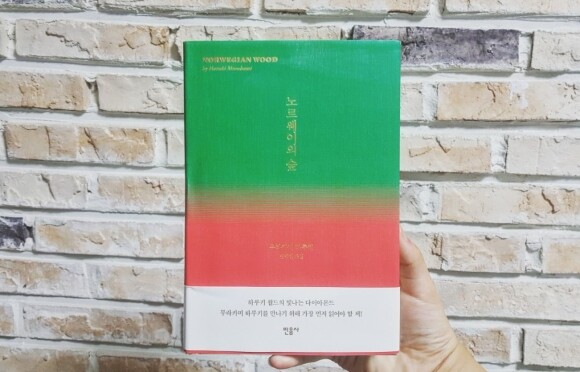 NORWEGIAN WOOD
by Haruki Murakami
노르웨이의 숲
하루키 월드의 빛나는 다이아몬드
무라카미 하루키를 만나기 위해 가장 먼저 읽어야 할 책!
민음사